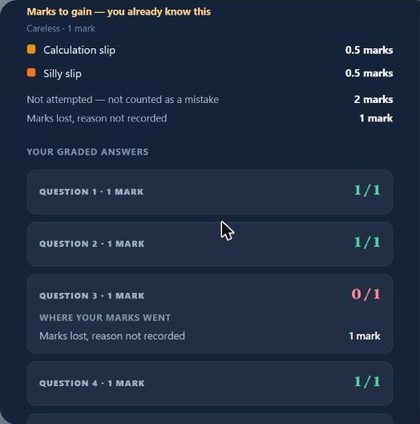 Marks to gain — you already know this
Careless · 1 mark
Calculation slip 0.5 marks
Silly slip 0.5 marks
Not attempted — not counted as a mistake 2 marks
Marks lost, reason not recorded 1 mark
YOUR GRADED ANSWERS
QUESTION 1 · 1 MARK 1/1
QUESTION 2 · 1 MARK 1/1
QUESTION 3 · 1 MARK 0/1
WHERE YOUR MARKS WENT
Marks lost, reason not recorded 1 mark
QUESTION 4 · 1 MARK 1/1